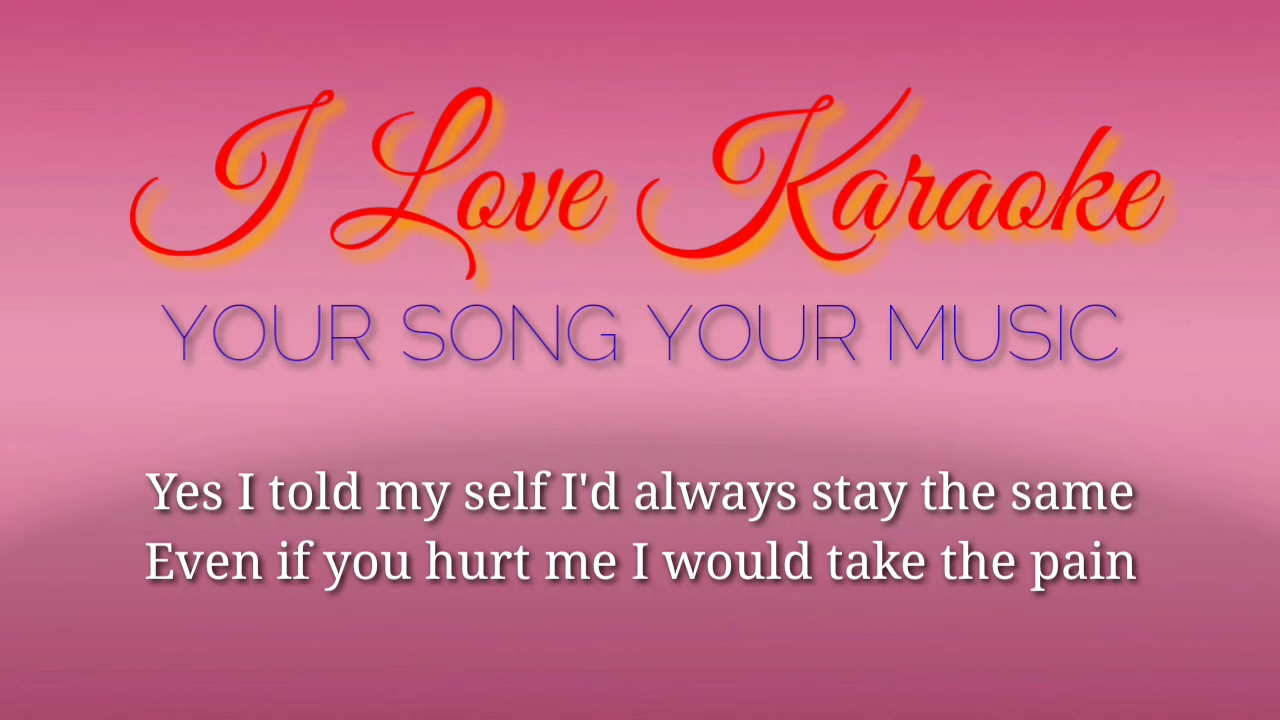 I Love Karaoke
YOUR SONG YOUR MUSIC
Yes I told my self I'd always stay the same
Even if you hurt me I would take the pain